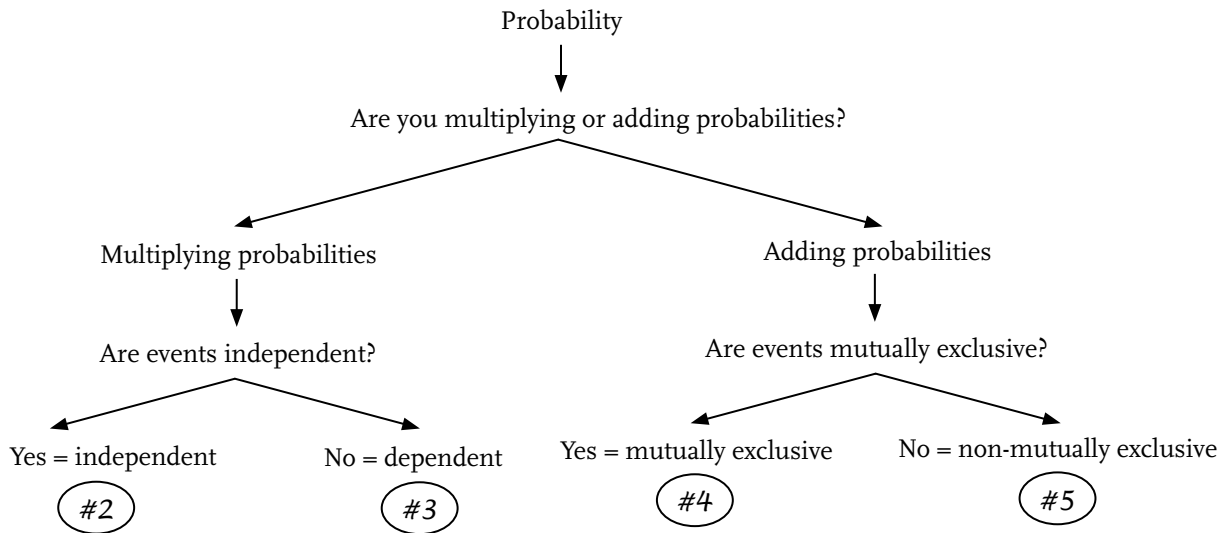 Probability
Are you multiplying or adding probabilities?
Multiplying probabilities
Adding probabilities
Are events independent?
Are events mutually exclusive?
Yes = independent
No = dependent
Yes = mutually exclusive
No = non-mutually exclusive
#2
#3
#4
#5